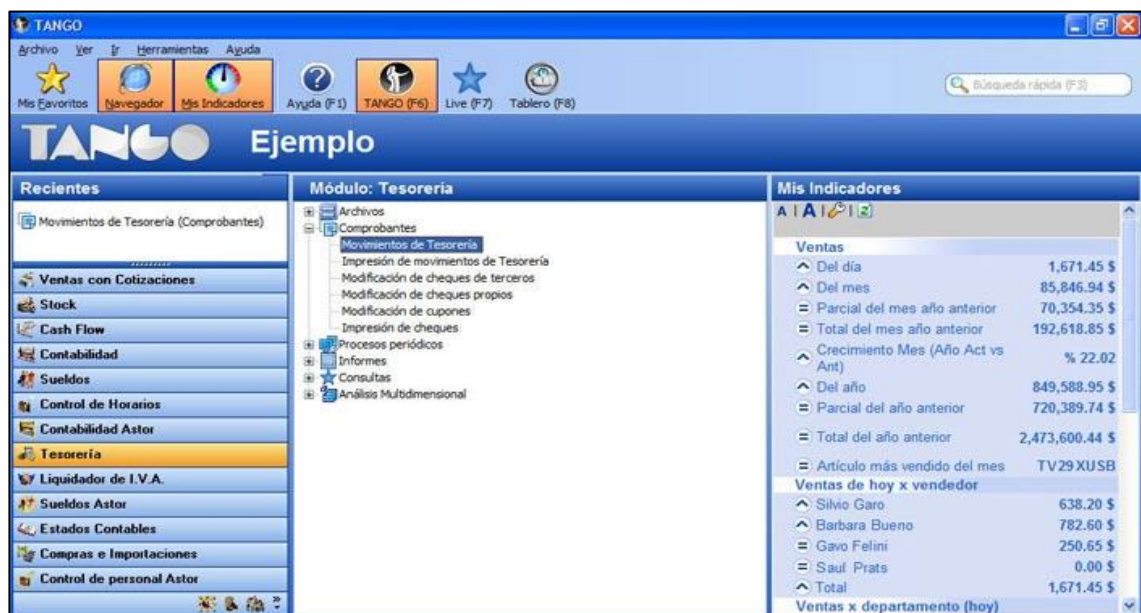 TANGO
Archivo Ver Ir Herramientas Ayuda
Mis Favoritos Navegador Mis Indicadores Ayuda (F1) TANGO (F6) Live (F7) Tablero (F8)
Búsqueda rápida (F3)
TANGO Ejemplo
Recientes
Movimientos de Tesorería (Comprobantes)
Ventas con Cotizaciones
Stock
Cash Flow
Contabilidad
Sueldos
Control de Horarios
Contabilidad Astor
Tesorería
Liquidador de I.V.A.
Sueldos Astor
Estados Contables
Compras e Importaciones
Control de personal Astor
Módulo: Tesoreria
Archivos
Comprobantes
Movimientos de Tesorería
Impresión de movimientos de Tesorería
Modificación de cheques de terceros
Modificación de cheques propios
Modificación de cupones
Impresión de cheques
Procesos periódicos
Informes
Consultas
Análisis Multidimensional
Mis Indicadores
A | A | |
Ventas
Del día 1,671.45 $
Del mes 85,846.94 $
Parcial del mes año anterior 70,354.35 $
Total del mes año anterior 192,618.85 $
Crecimiento Mes (Año Act vs
Ant) % 22.02
Del año 849,588.95 $
Parcial del año anterior 720,389.74 $
Total del año anterior 2,473,600.44 $
Artículo más vendido del mes TV29XUSB
Ventas de hoy x vendedor
Silvio Garo 638.20 $
Barbara Bueno 782.60 $
Gavo Felini 250.65 $
Saul Prats 0.00 $
Total 1,671.45 $
Ventas x departamento (hoy)